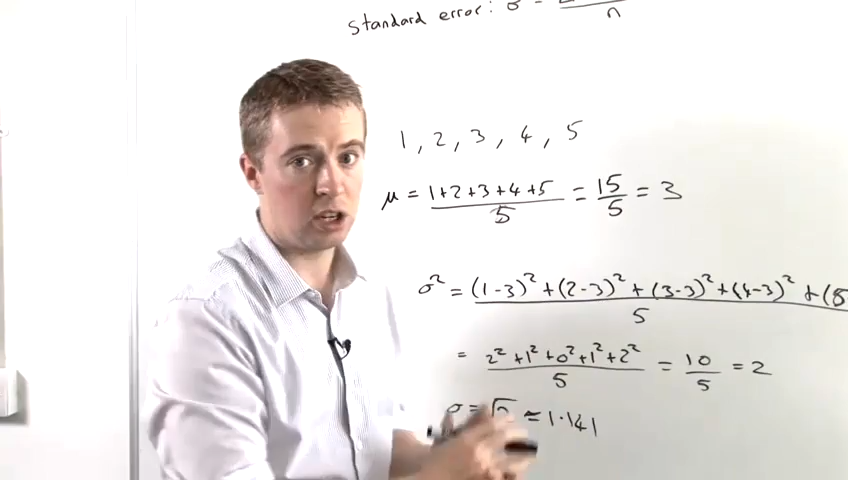 standard error: σ = n
1, 2, 3, 4, 5
μ = 1+2+3+4+5 / 5 = 15/5 = 3
σ² = (1-3)² + (2-3)² + (3-3)² + (4-3)² + (5 / 5
= 2² + 1² + 0² + 1² + 2² / 5 = 10/5 = 2
σ = √2 ≈ 1.141